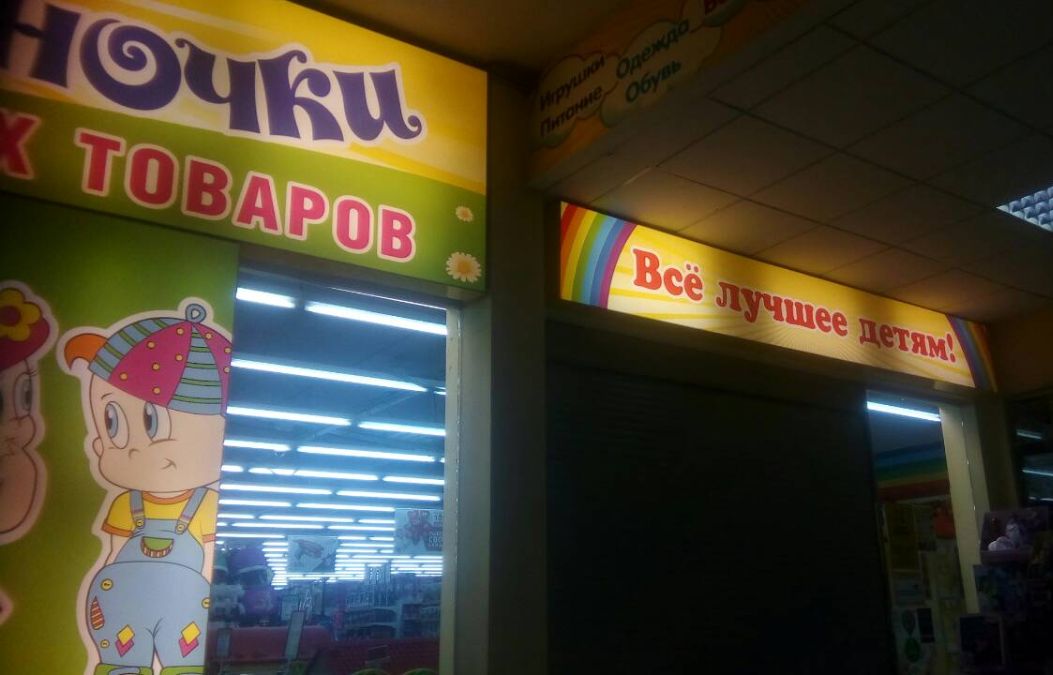 ночки
х ТОВАРОВ
Игрушки
Питание
Одежда
Обувь
Всё лучшее детям!